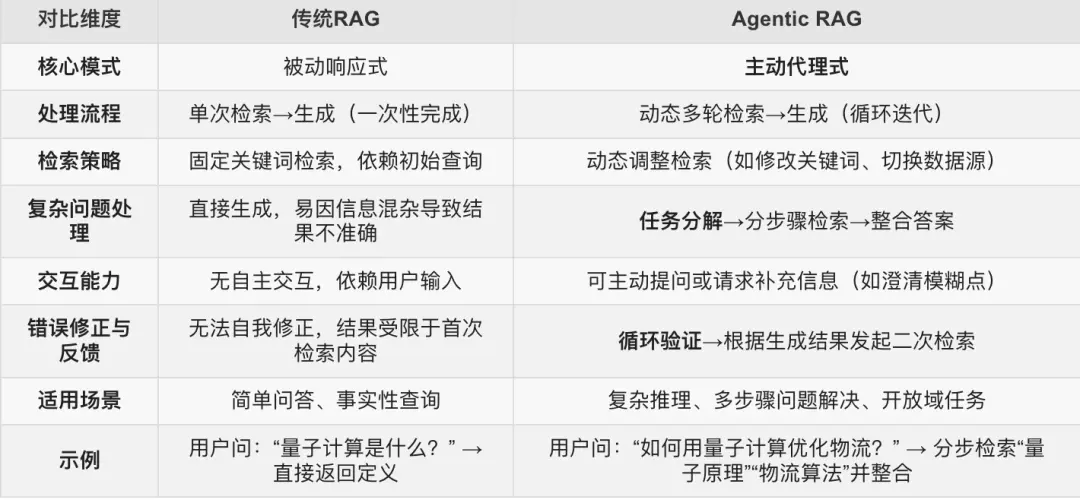 对比维度 传统RAG Agentic RAG
核心模式 被动响应式 主动代理式
处理流程 单次检索→生成（一次性完成） 动态多轮检索→生成（循环迭代）
检索策略 固定关键词检索，依赖初始查询 动态调整检索（如修改关键词、切换数据源）
复杂问题处
理
直接生成，易因信息混杂导致结
果不准确
任务分解→分步骤检索→整合答案
交互能力 无自主交互，依赖用户输入 可主动提问或请求补充信息（如澄清模糊点）
错误修正与
反馈
无法自我修正，结果受限于首次
检索内容
循环验证→根据生成结果发起二次检索
适用场景 简单问答、事实性查询 复杂推理、多步骤问题解决、开放域任务
示例
用户问：“量子计算是什么？” →
直接返回定义
用户问：“如何用量子计算优化物流？” → 分步检索“量
子原理”“物流算法”并整合